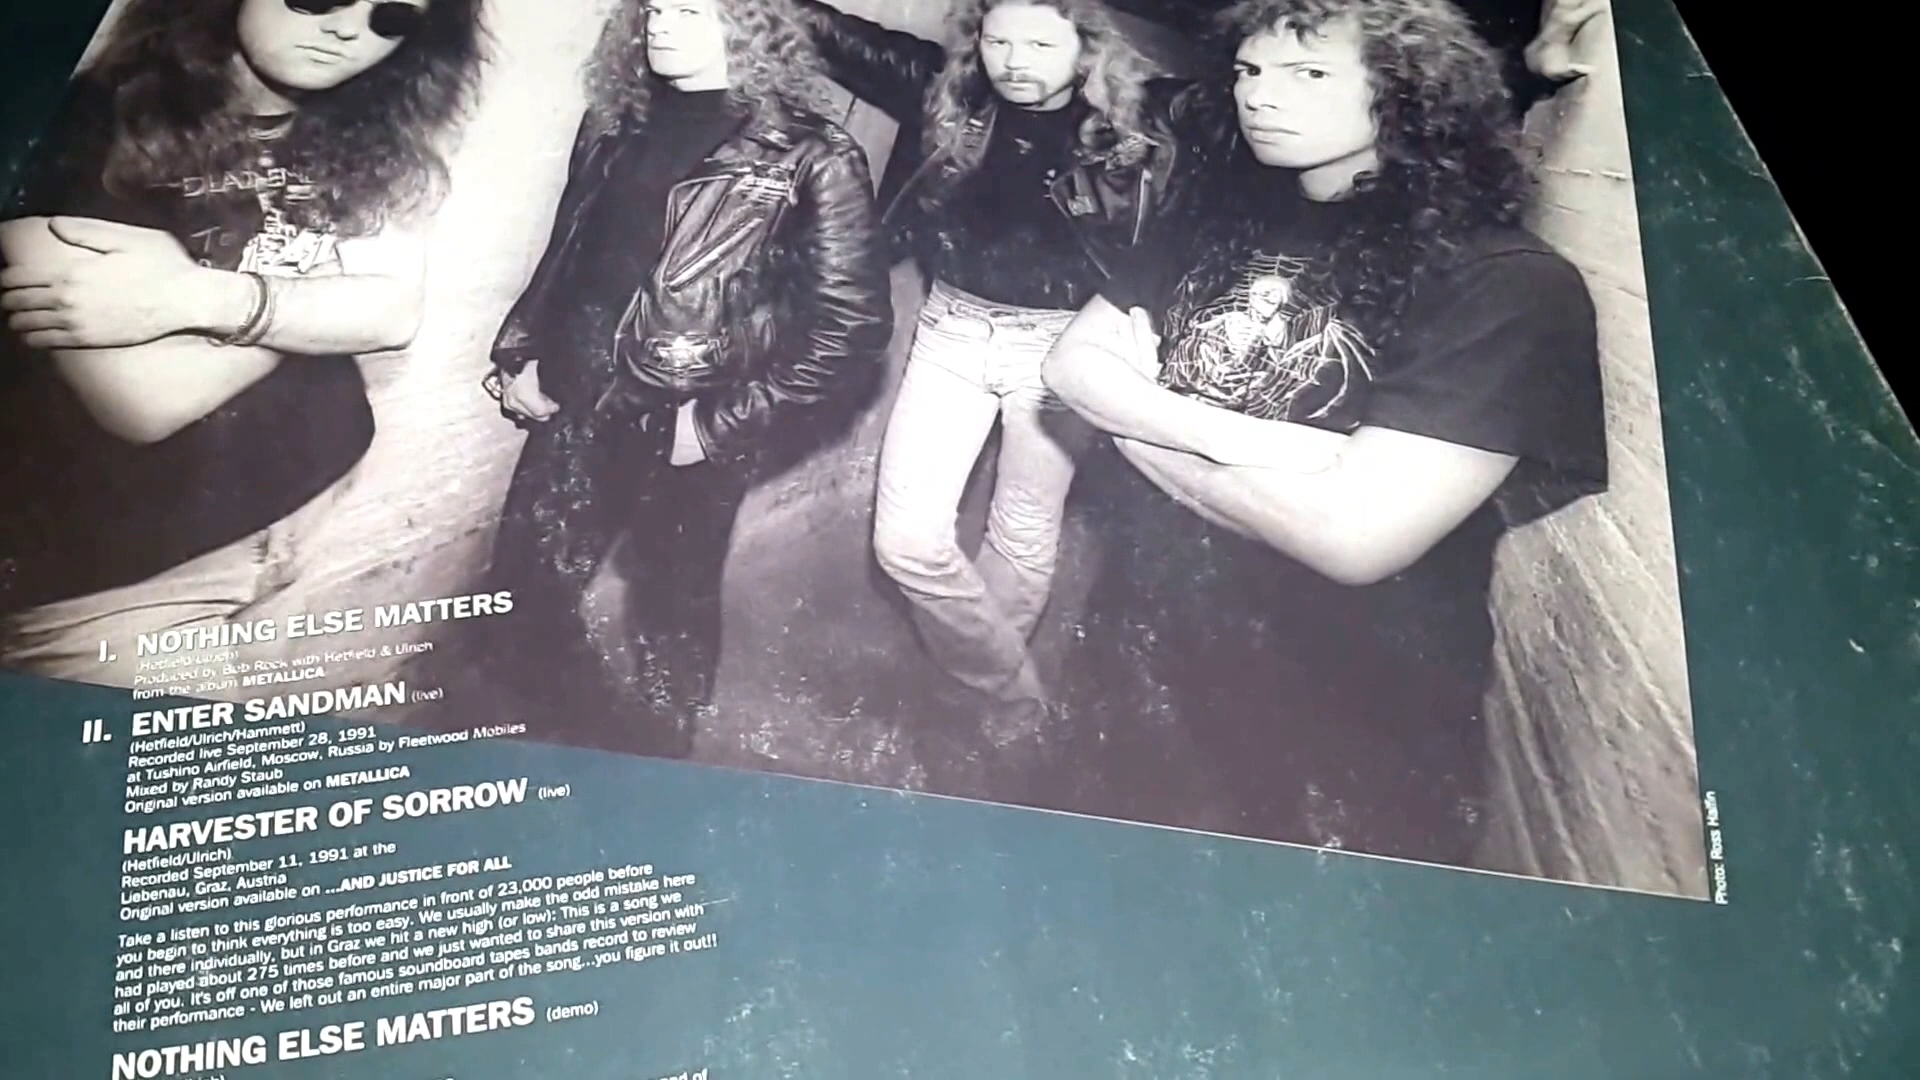 I. NOTHING ELSE MATTERS
(Hetfield/Ulrich)
Produced by Bob Rock with Hetfield & Ulrich
from the album METALLICA
II. ENTER SANDMAN (live)
(Hetfield/Ulrich/Hammett)
Recorded live September 28, 1991
at Tushino Airfield, Moscow, Russia by Fleetwood Mobiles
Mixed by Randy Staub
Original version available on METALLICA
HARVESTER OF SORROW (live)
(Hetfield/Ulrich)
Recorded September 11, 1991 at the
Liebenau, Graz, Austria
Original version available on ...AND JUSTICE FOR ALL
Take a listen to this glorious performance in front of 23,000 people before
you begin to think everything is too easy. We usually make the odd mistake here
and there individually, but in Graz we hit a new high (or low): This is a song we
had played about 275 times before and we just wanted to share this version with
all of you. It's off one of those famous soundboard tapes bands record to review
their performance - We left out an entire major part of the song...you figure it out!!
NOTHING ELSE MATTERS (demo)
Photo: Ross Halfin